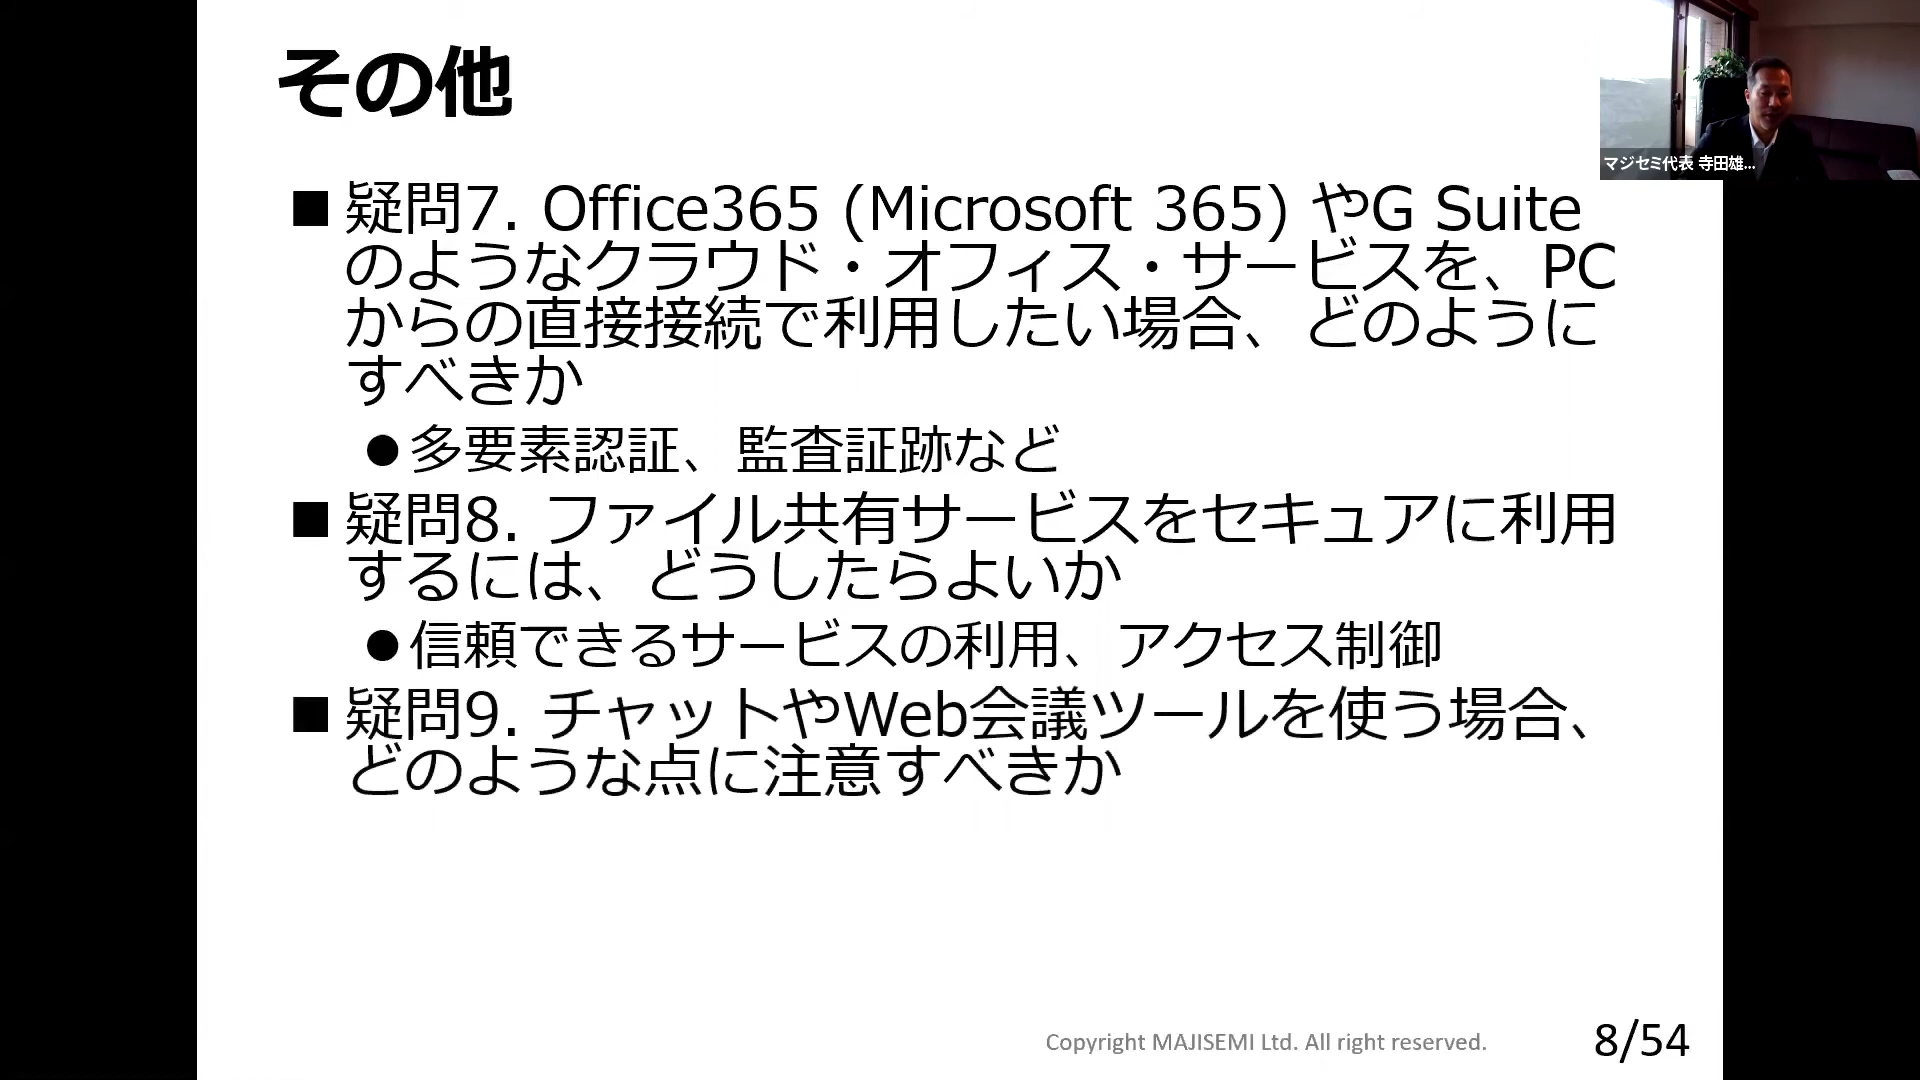 その他
マジセミ代表 寺田雄...
■疑問7. Office365 (Microsoft 365) やG Suite
のようなクラウド・オフィス・サービスを、PC
からの直接接続で利用したい場合、どのように
すべきか
●多要素認証、監査証跡など
■疑問8. ファイル共有サービスをセキュアに利用
するには、どうしたらよいか
●信頼できるサービスの利用、アクセス制御
■疑問9. チャットやWeb会議ツールを使う場合、
どのような点に注意すべきか
Copyright MAJISEMI Ltd. All right reserved.
8/54